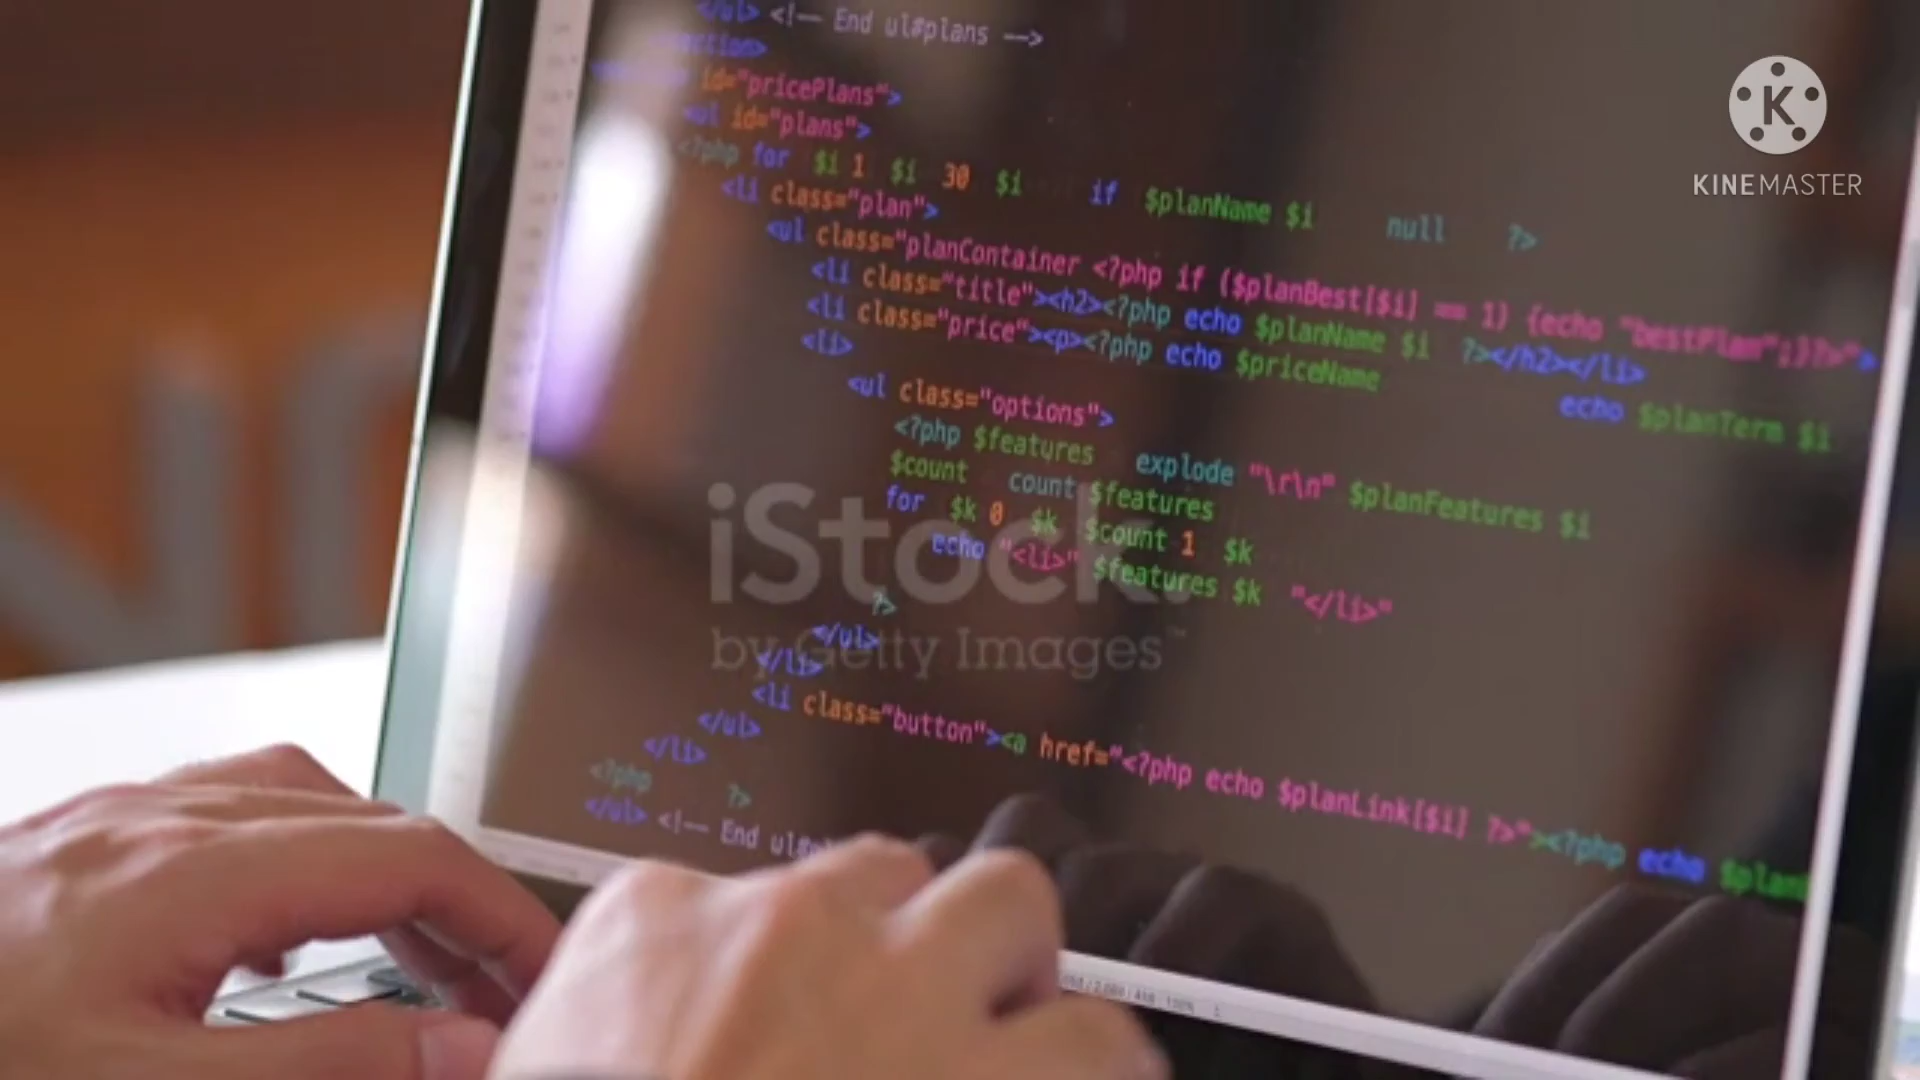 </ul> <!-- End ul#plans -->
id="pricePlans">
<ul id="plans">
<?php for $i 1 $i 30 $i if $planName $i null ?>
<li class="plan">
<ul class="planContainer <?php if ($planBest[$i] == 1) {echo "bestPlan";}?>">
<li class="title"><h2><?php echo $planName $i ?></h2></li>
<li class="price"><p><?php echo $priceName echo $planTerm $i
<li>
<ul class="options">
<?php $features explode "\r\n" $planFeatures $i
$count count $features
for $k 0 $k $count 1 $k
echo "<li>" $features $k "</li>"
?>
</ul>
</li>
<li class="button"><a href="<?php echo $planLink[$i] ?>"><?php echo
</ul>
</li>
<?php ?>
</ul> <!-- End
iStock.
by Getty Images™
K
KINEMASTER